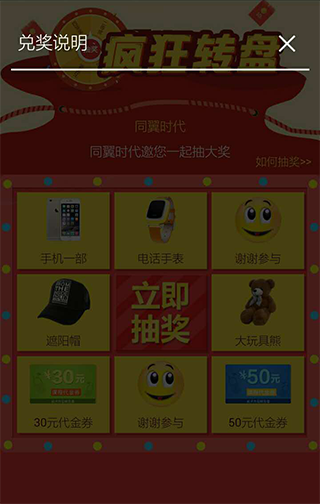 兑奖说明
疯狂转盘
同翼时代
同翼时代邀您一起抽大奖
如何抽奖>>
手机一部
电话手表
谢谢参与
遮阳帽
立即
抽奖
大玩具熊
¥30元
30元代金券
谢谢参与
¥50元
50元代金券